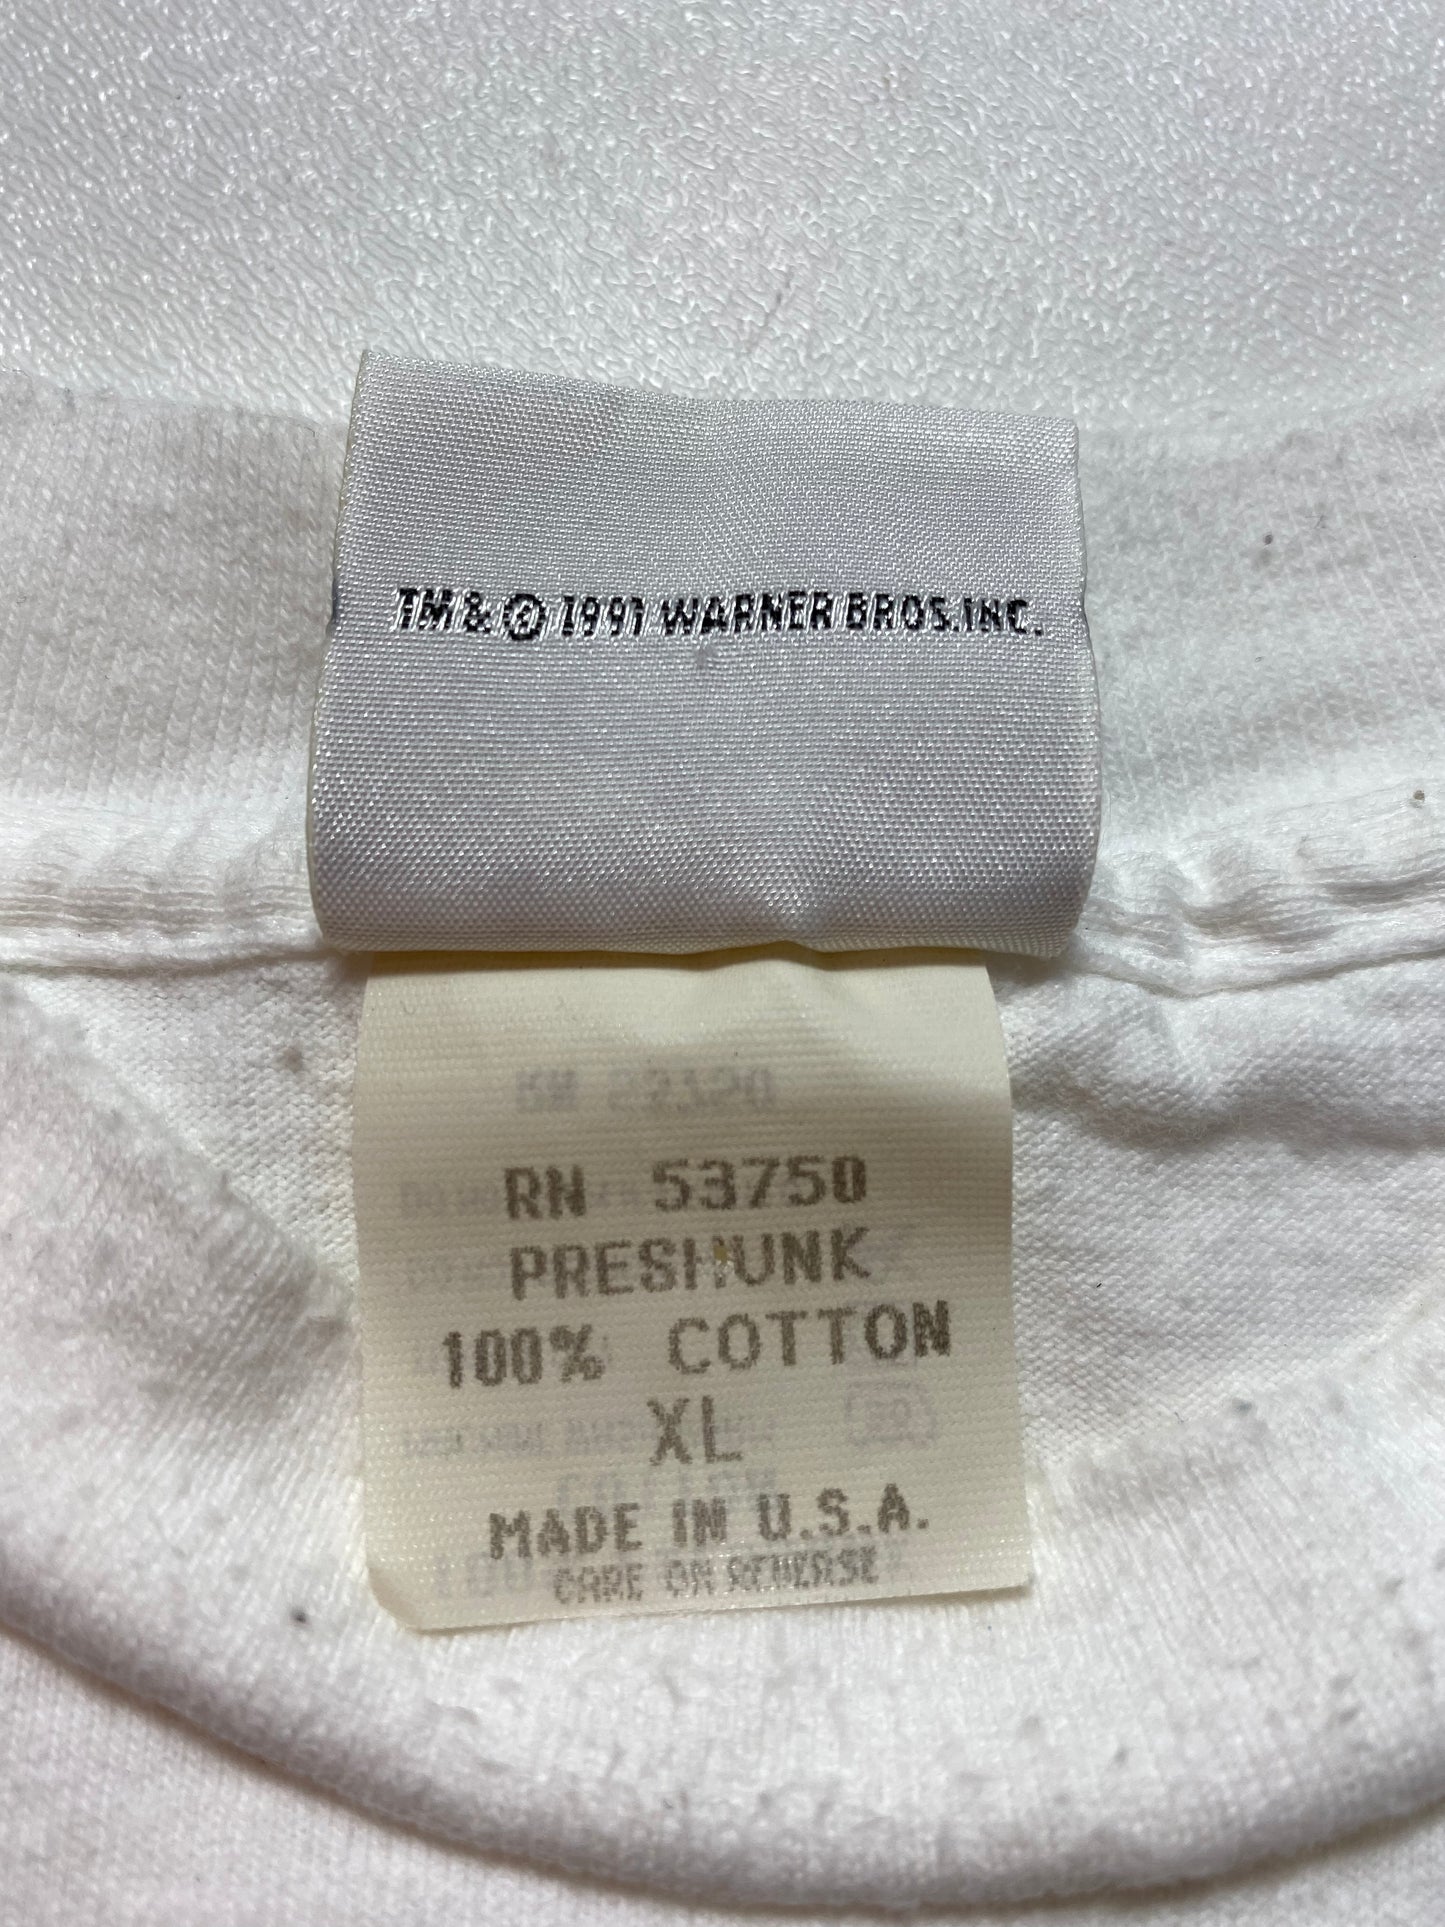 TM & © 1991 WARNER BROS. INC.
RN 53750
PRESHUNK
100% COTTON
XL
MADE IN U.S.A.
CARE ON REVERSE